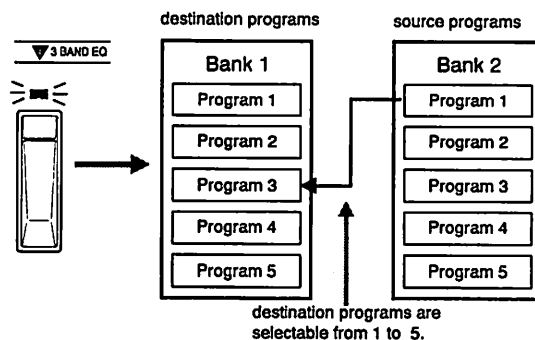 destination programs
source programs
3 BAND EQ
Bank 1
Program 1
Program 2
Program 3
Program 4
Program 5
Bank 2
Program 1
Program 2
Program 3
Program 4
Program 5
destination programs are
selectable from 1 to 5.